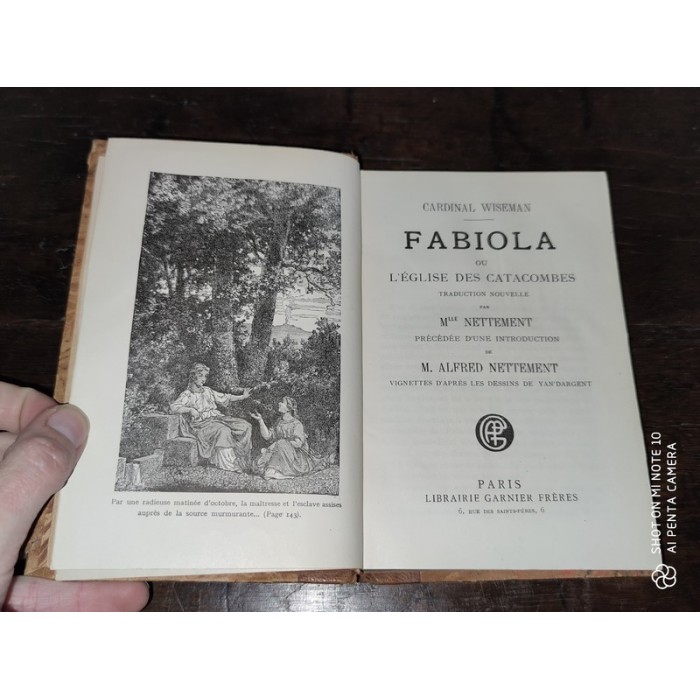 Par une radieuse matinée d'octobre, la maîtresse et l'esclave assises
auprès de la source murmurante... (Page 143).
CARDINAL WISEMAN
FABIOLA
OU
L'ÉGLISE DES CATACOMBES
TRADUCTION NOUVELLE
PAR
MLLE NETTEMENT
PRÉCÉDÉE D'UNE INTRODUCTION
DE
M. ALFRED NETTEMENT
VIGNETTES D'APRÈS LES DESSINS DE YAN'DARGENT
PARIS
LIBRAIRIE GARNIER FRÈRES
6, RUE DES SAINTS-PÈRES, 6
SHOT ON MI NOTE 10
AI PENTA CAMERA